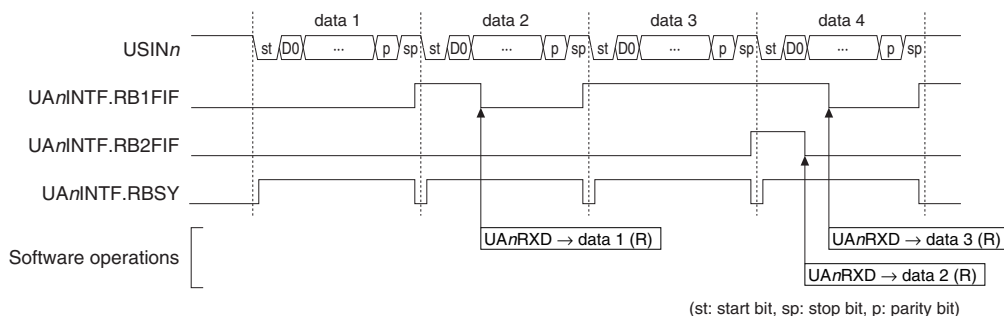 data 1 data 2 data 3 data 4
USINn st D0 ... p sp st D0 ... p sp st D0 ... p sp st D0 ... p sp
UAnINTF.RB1FIF
UAnINTF.RB2FIF
UAnINTF.RBSY
Software operations
UAnRXD → data 1 (R) UAnRXD → data 3 (R)
UAnRXD → data 2 (R)
(st: start bit, sp: stop bit, p: parity bit)